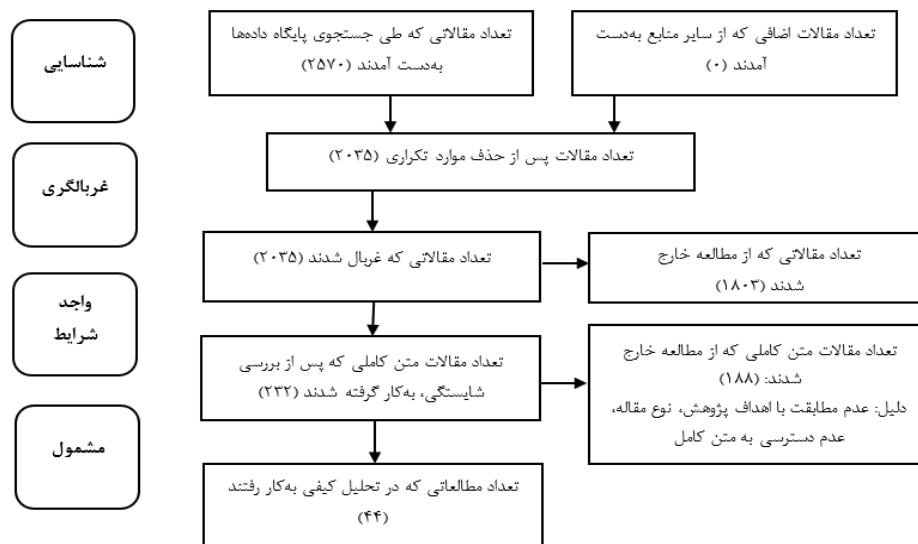 شناسایی
تعداد مقالات اضافی که از سایر منابع به‌دست
آمدند (۰)
تعداد مقالاتی که طی جستجوی پایگاه داده‌ها
به‌دست آمدند (۲۵۷۰)
غربالگری
تعداد مقالات پس از حذف موارد تکراری (۲۰۳۵)
تعداد مقالاتی که غربال شدند (۲۰۳۵)
تعداد مقالاتی که از مطالعه خارج
شدند (۱۸۰۳)
واجد
شرایط
تعداد مقالات متن کاملی که پس از بررسی
شایستگی، به‌کار گرفته شدند (۲۳۲)
تعداد مقالات متن کاملی که از مطالعه خارج
شدند: (۱۸۸)
دلیل: عدم مطابقت با اهداف پژوهش، نوع مقاله،
عدم دسترسی به متن کامل
مشمول
تعداد مطالعاتی که در تحلیل کیفی به‌کار رفتند
(۴۴)